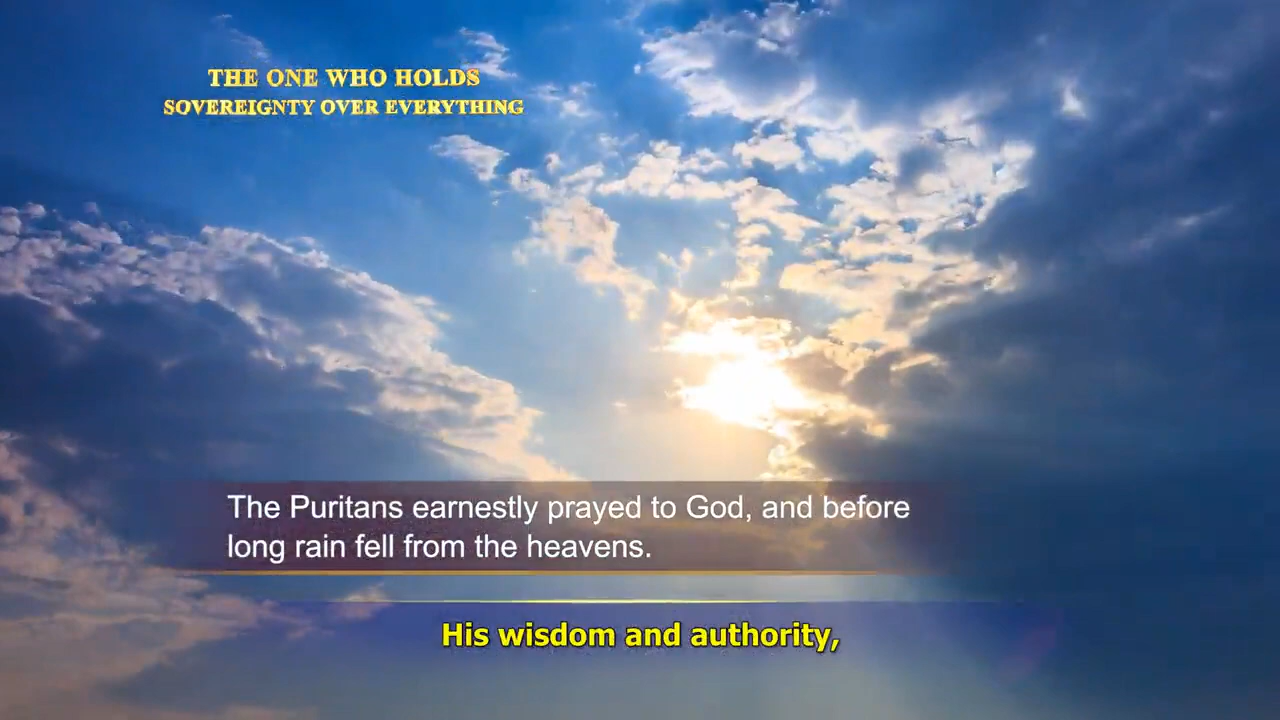 THE ONE WHO HOLDS
SOVEREIGNTY OVER EVERYTHING
The Puritans earnestly prayed to God, and before
long rain fell from the heavens.
His wisdom and authority,